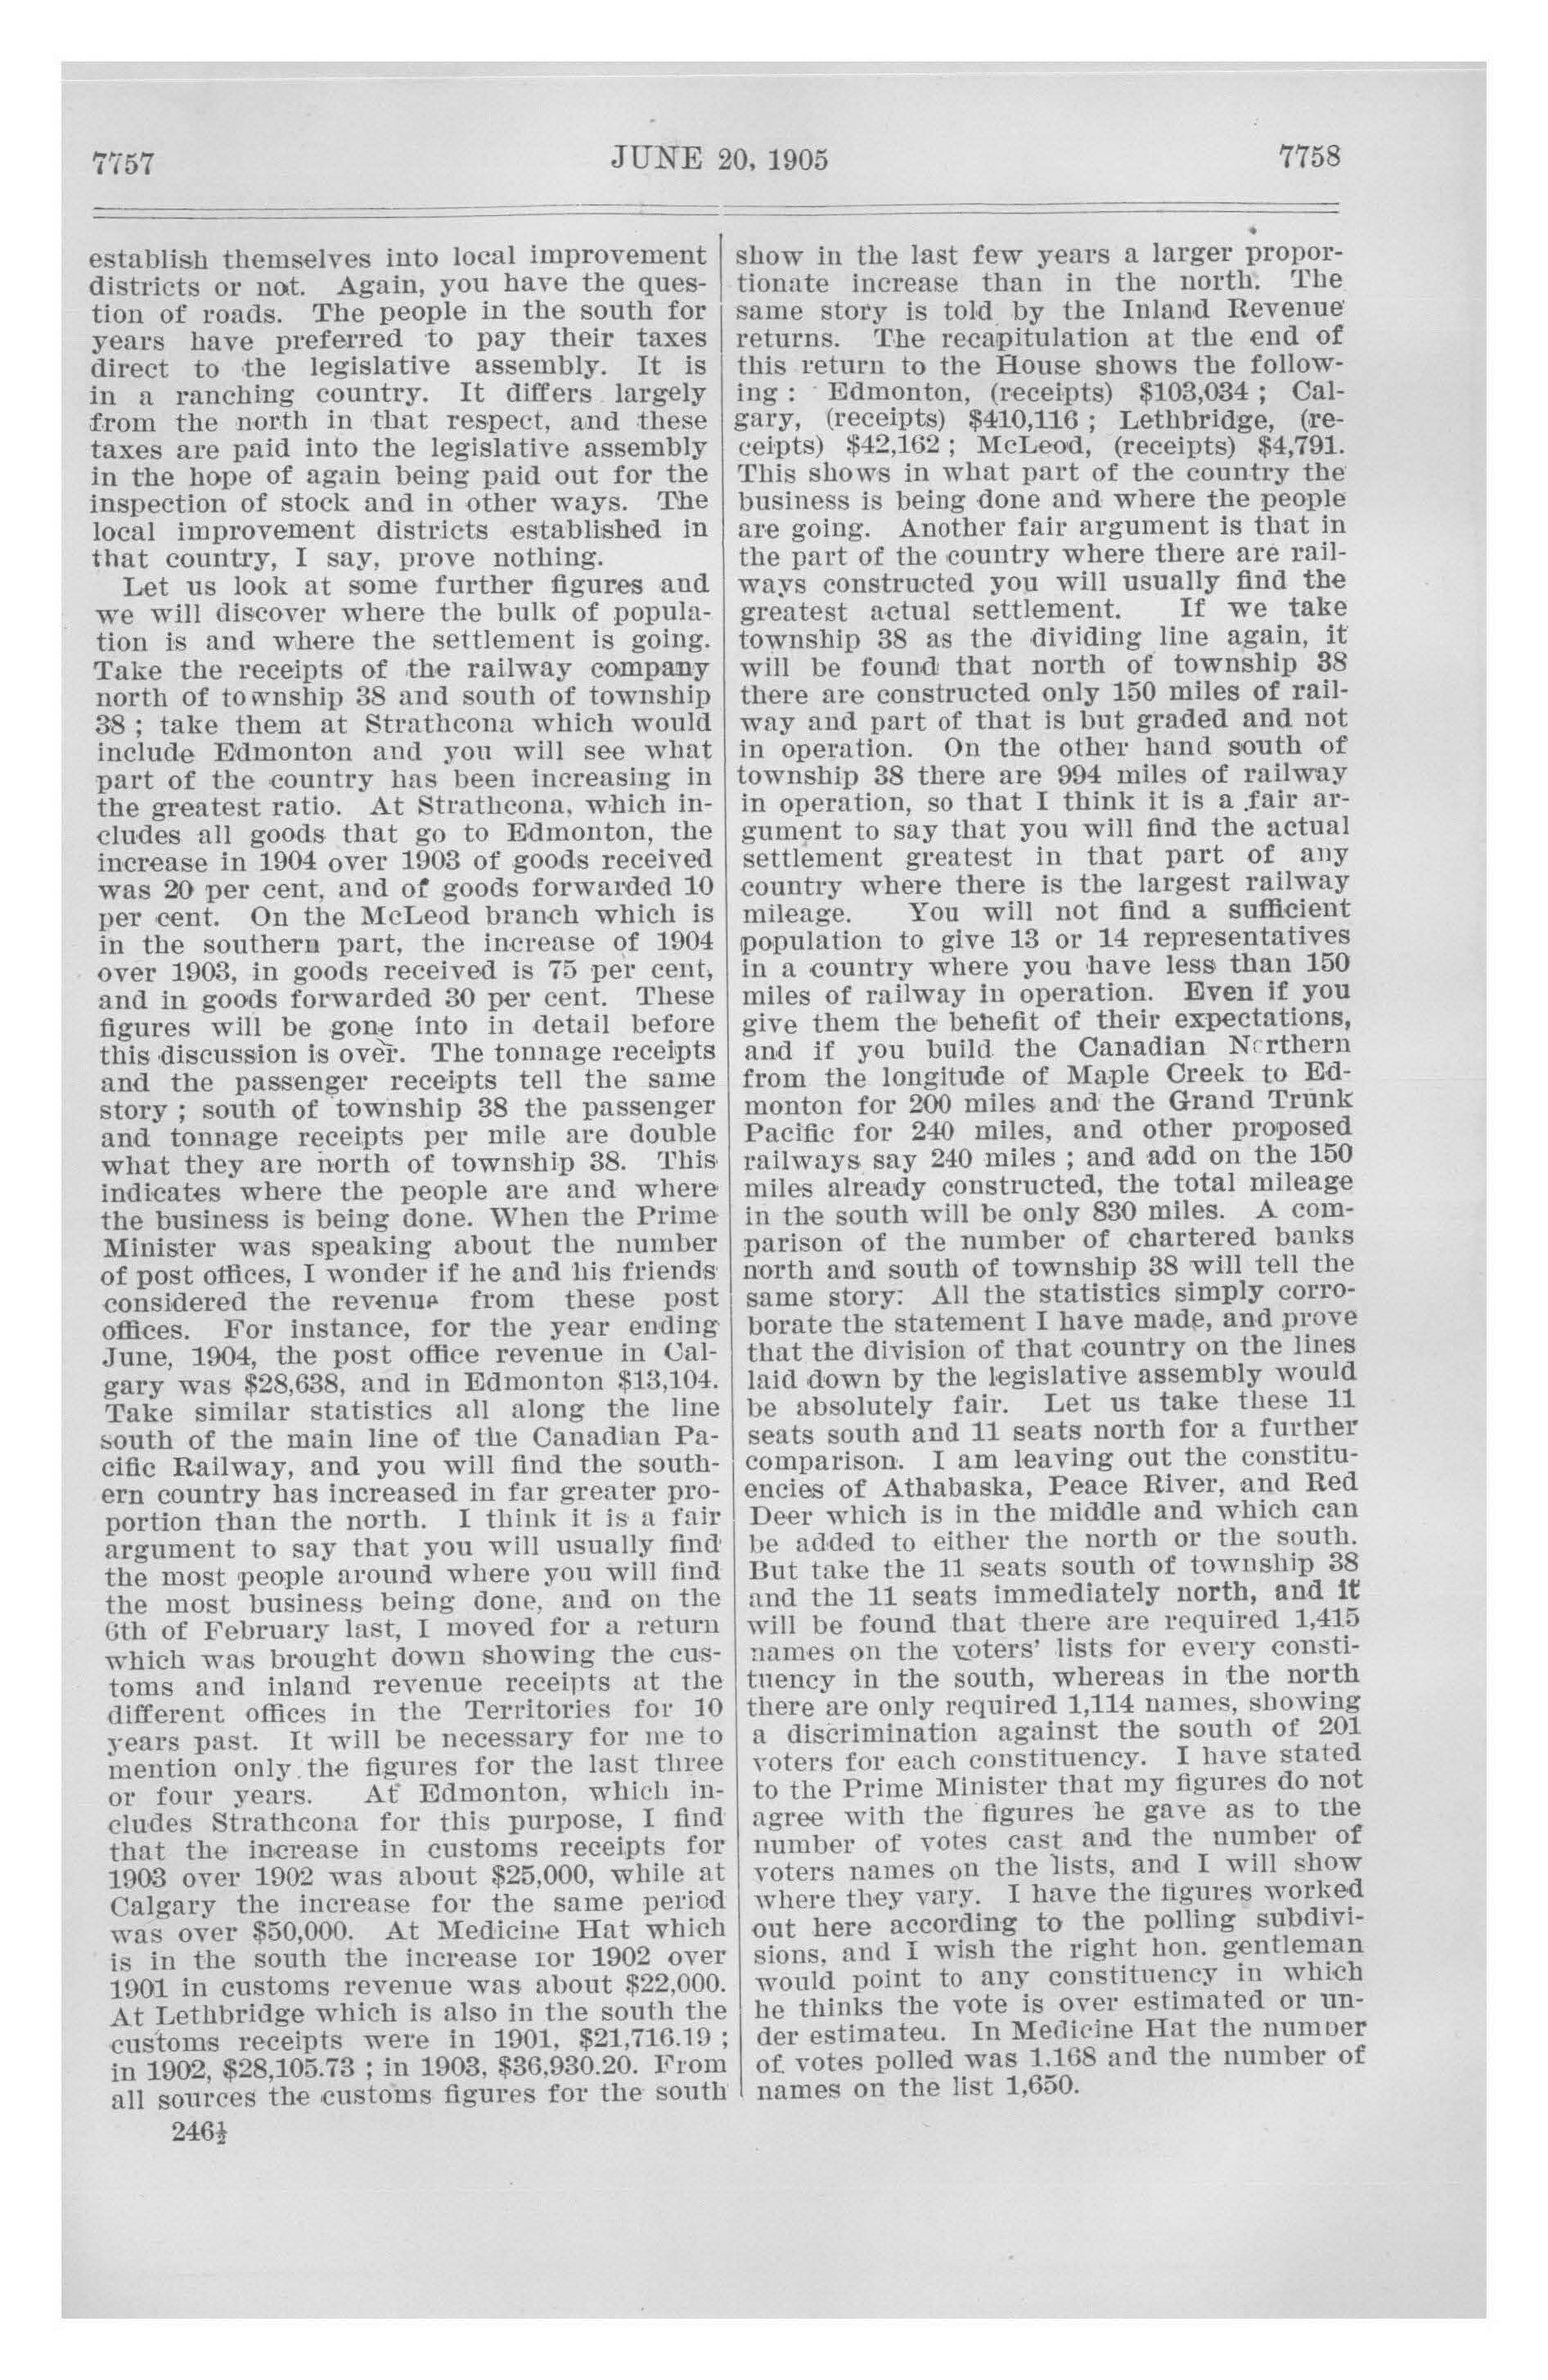 7757
JUNE 20, 1905
7758
establish themselves into local improvement
districts or not. Again, you have the ques-
tion of roads. The people in the south for
years have preferred to pay their taxes
direct to the legislative assembly. It is
in a ranching country. It differs largely
from the north in that respect, and these
taxes are paid into the legislative assembly
in the hope of again being paid out for the
inspection of stock and in other ways. The
local improvement districts established in
that country, I say, prove nothing.
Let us look at some further figures and
we will discover where the bulk of popula-
tion is and where the settlement is going.
Take the receipts of the railway company
north of township 38 and south of township
38 ; take them at Strathcona which would
include Edmonton and you will see what
part of the country has been increasing in
the greatest ratio. At Strathcona, which in-
cludes all goods that go to Edmonton, the
increase in 1904 over 1903 of goods received
was 20 per cent, and of goods forwarded 10
per cent. On the McLeod branch which is
in the southern part, the increase of 1904
over 1903, in goods received is 75 per cent,
and in goods forwarded 30 per cent. These
figures will be gone into in detail before
this discussion is over. The tonnage receipts
and the passenger receipts tell the same
story ; south of township 38 the passenger
and tonnage receipts per mile are double
what they are north of township 38. This
indicates where the people are and where
the business is being done. When the Prime
Minister was speaking about the number
of post offices, I wonder if he and his friends
considered the revenue from these post
offices. For instance, for the year ending
June, 1904, the post office revenue in Cal-
gary was $28,638, and in Edmonton $13,104.
Take similar statistics all along the line
south of the main line of the Canadian Pa-
cific Railway, and you will find the south-
ern country has increased in far greater pro-
portion than the north. I think it is a fair
argument to say that you will usually find
the most people around where you will find
the most business being done, and on the
6th of February last, I moved for a return
which was brought down showing the cus-
toms and inland revenue receipts at the
different offices in the Territories for 10
years past. It will be necessary for me to
mention only the figures for the last three
or four years. At Edmonton, which in-
cludes Strathcona for this purpose, I find
that the increase in customs receipts for
1903 over 1902 was about $25,000, while at
Calgary the increase for the same period
was over $50,000. At Medicine Hat which
is in the south the increase for 1902 over
1901 in customs revenue was about $22,000.
At Lethbridge which is also in the south the
customs receipts were in 1901, $21,716.19 ;
in 1902, $28,105.73 ; in 1903, $36,930.20. From
all sources the customs figures for the south
246½
show in the last few years a larger propor-
tionate increase than in the north. The
same story is told by the Inland Revenue
returns. The recapitulation at the end of
this return to the House shows the follow-
ing : Edmonton, (receipts) $103,034 ; Cal-
gary, (receipts) $410,116 ; Lethbridge, (re-
ceipts) $42,162 ; McLeod, (receipts) $4,791.
This shows in what part of the country the
business is being done and where the people
are going. Another fair argument is that in
the part of the country where there are rail-
ways constructed you will usually find the
greatest actual settlement. If we take
township 38 as the dividing line again, it
will be found that north of township 38
there are constructed only 150 miles of rail-
way and part of that is but graded and not
in operation. On the other hand south of
township 38 there are 994 miles of railway
in operation, so that I think it is a fair ar-
gument to say that you will find the actual
settlement greatest in that part of any
country where there is the largest railway
mileage. You will not find a sufficient
population to give 13 or 14 representatives
in a country where you have less than 150
miles of railway in operation. Even if you
give them the benefit of their expectations,
and if you build the Canadian Northern
from the longitude of Maple Creek to Ed-
monton for 200 miles and the Grand Trunk
Pacific for 240 miles, and other proposed
railways say 240 miles ; and add on the 150
miles already constructed, the total mileage
in the south will be only 830 miles. A com-
parison of the number of chartered banks
north and south of township 38 will tell the
same story: All the statistics simply corro-
borate the statement I have made, and prove
that the division of that country on the lines
laid down by the legislative assembly would
be absolutely fair. Let us take these 11
seats south and 11 seats north for a further
comparison. I am leaving out the constitu-
encies of Athabaska, Peace River, and Red
Deer which is in the middle and which can
be added to either the north or the south.
But take the 11 seats south of township 38
and the 11 seats immediately north, and it
will be found that there are required 1,415
names on the voters' lists for every consti-
tuency in the south, whereas in the north
there are only required 1,114 names, showing
a discrimination against the south of 201
voters for each constituency. I have stated
to the Prime Minister that my figures do not
agree with the figures he gave as to the
number of votes cast and the number of
voters names on the lists, and I will show
where they vary. I have the figures worked
out here according to the polling subdivi-
sions, and I wish the right hon. gentleman
would point to any constituency in which
he thinks the vote is over estimated or un-
der estimated. In Medicine Hat the number
of votes polled was 1.168 and the number of
names on the list 1,650.